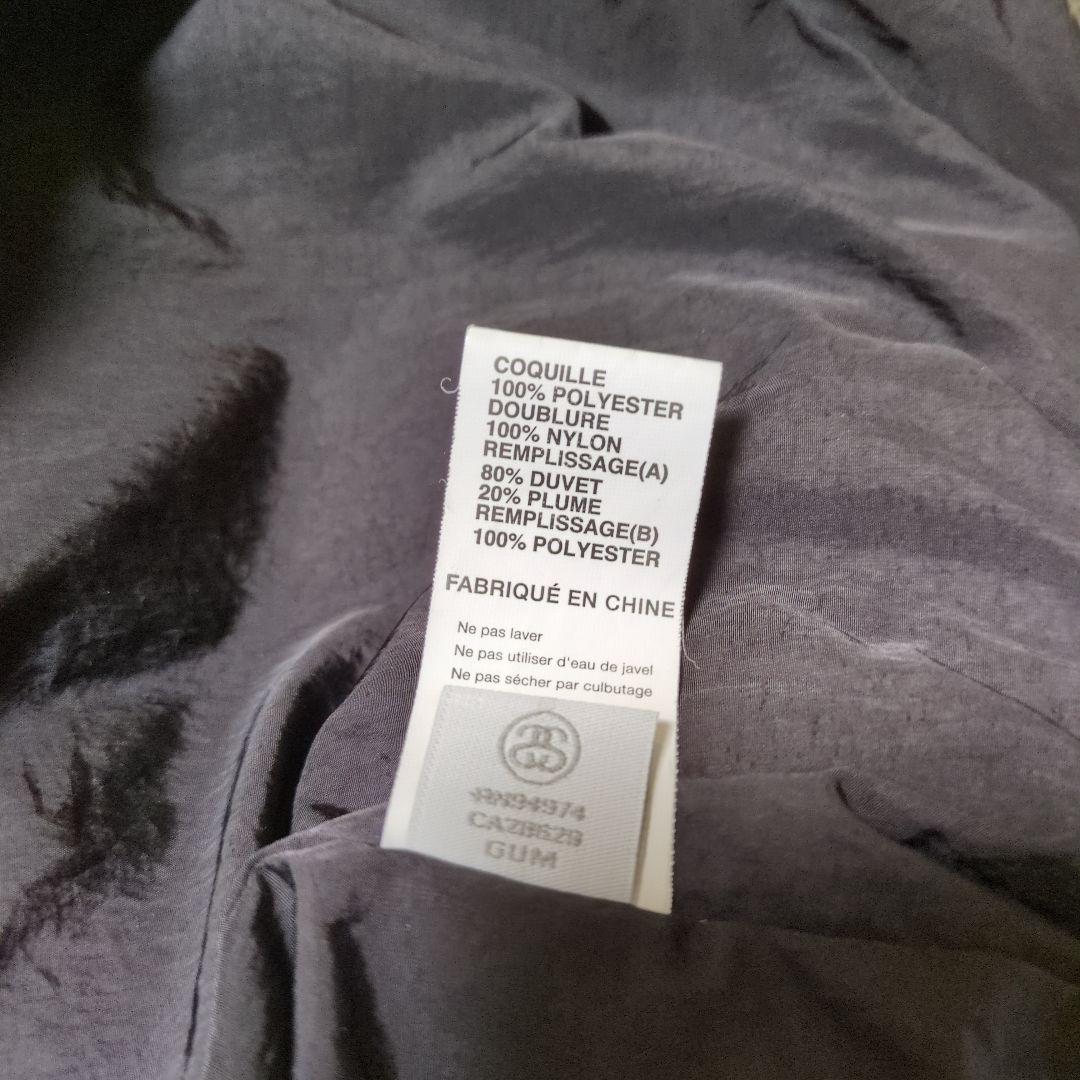 COQUILLE
100% POLYESTER
DOUBLURE
100% NYLON
REMPLISSAGE(A)
80% DUVET
20% PLUME
REMPLISSAGE(B)
100% POLYESTER
FABRIQUÉ EN CHINE
Ne pas laver
Ne pas utiliser d'eau de javel
Ne pas sécher par culbutage
RN94974
GUM